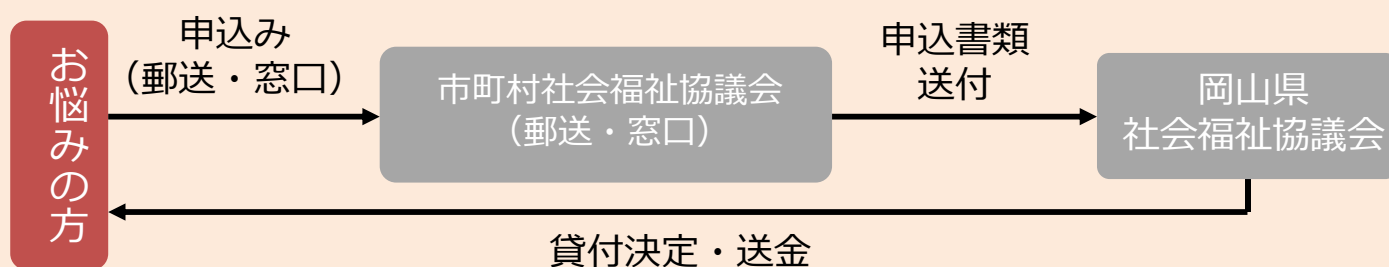 お悩みの方
申込み
（郵送・窓口）
市町村社会福祉協議会
（郵送・窓口）
申込書類
送付
岡山県
社会福祉協議会
貸付決定・送金